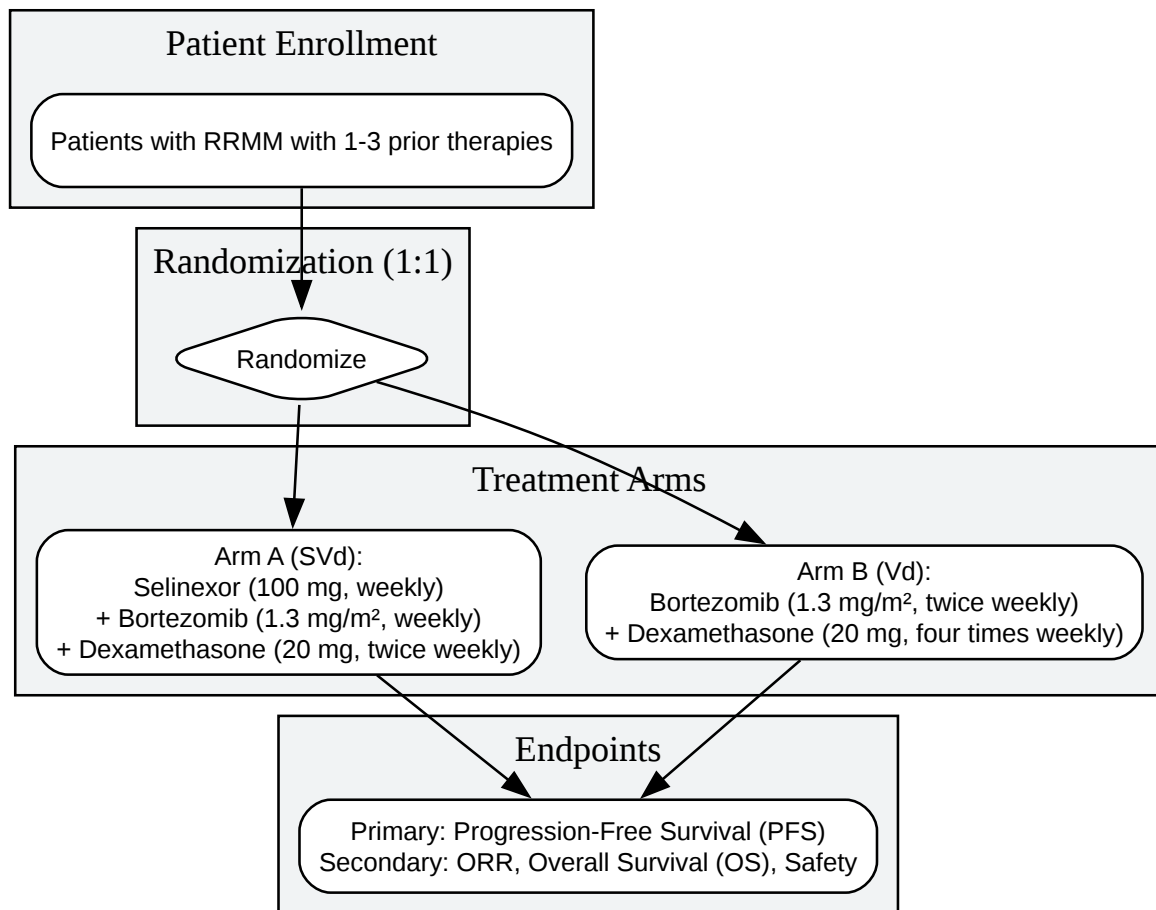 Patient Enrollment
Patients with RRMM with 1-3 prior therapies
Randomization (1:1)
Randomize
Treatment Arms
Arm A (SVd):
Selinexor (100 mg, weekly)
+ Bortezomib (1.3 mg/m², weekly)
+ Dexamethasone (20 mg, twice weekly)
Arm B (Vd):
Bortezomib (1.3 mg/m², twice weekly)
+ Dexamethasone (20 mg, four times weekly)
Endpoints
Primary: Progression-Free Survival (PFS)
Secondary: ORR, Overall Survival (OS), Safety